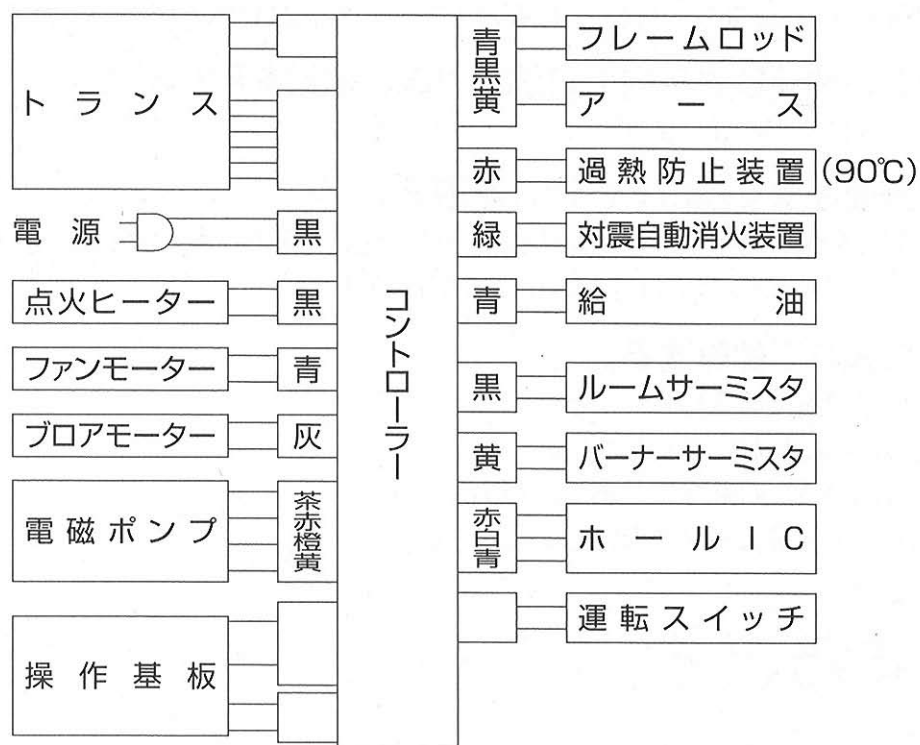 トランス
電源
黒
点火ヒーター
黒
ファンモーター
青
ブロアモーター
灰
電磁ポンプ
茶赤橙黄
操作基板
コントローラー
青黒黄
フレームロッド
アース
赤
過熱防止装置(90℃)
緑
対震自動消火装置
青
給油
黒
ルームサーミスタ
黄
バーナーサーミスタ
赤白青
ホールIC
運転スイッチ